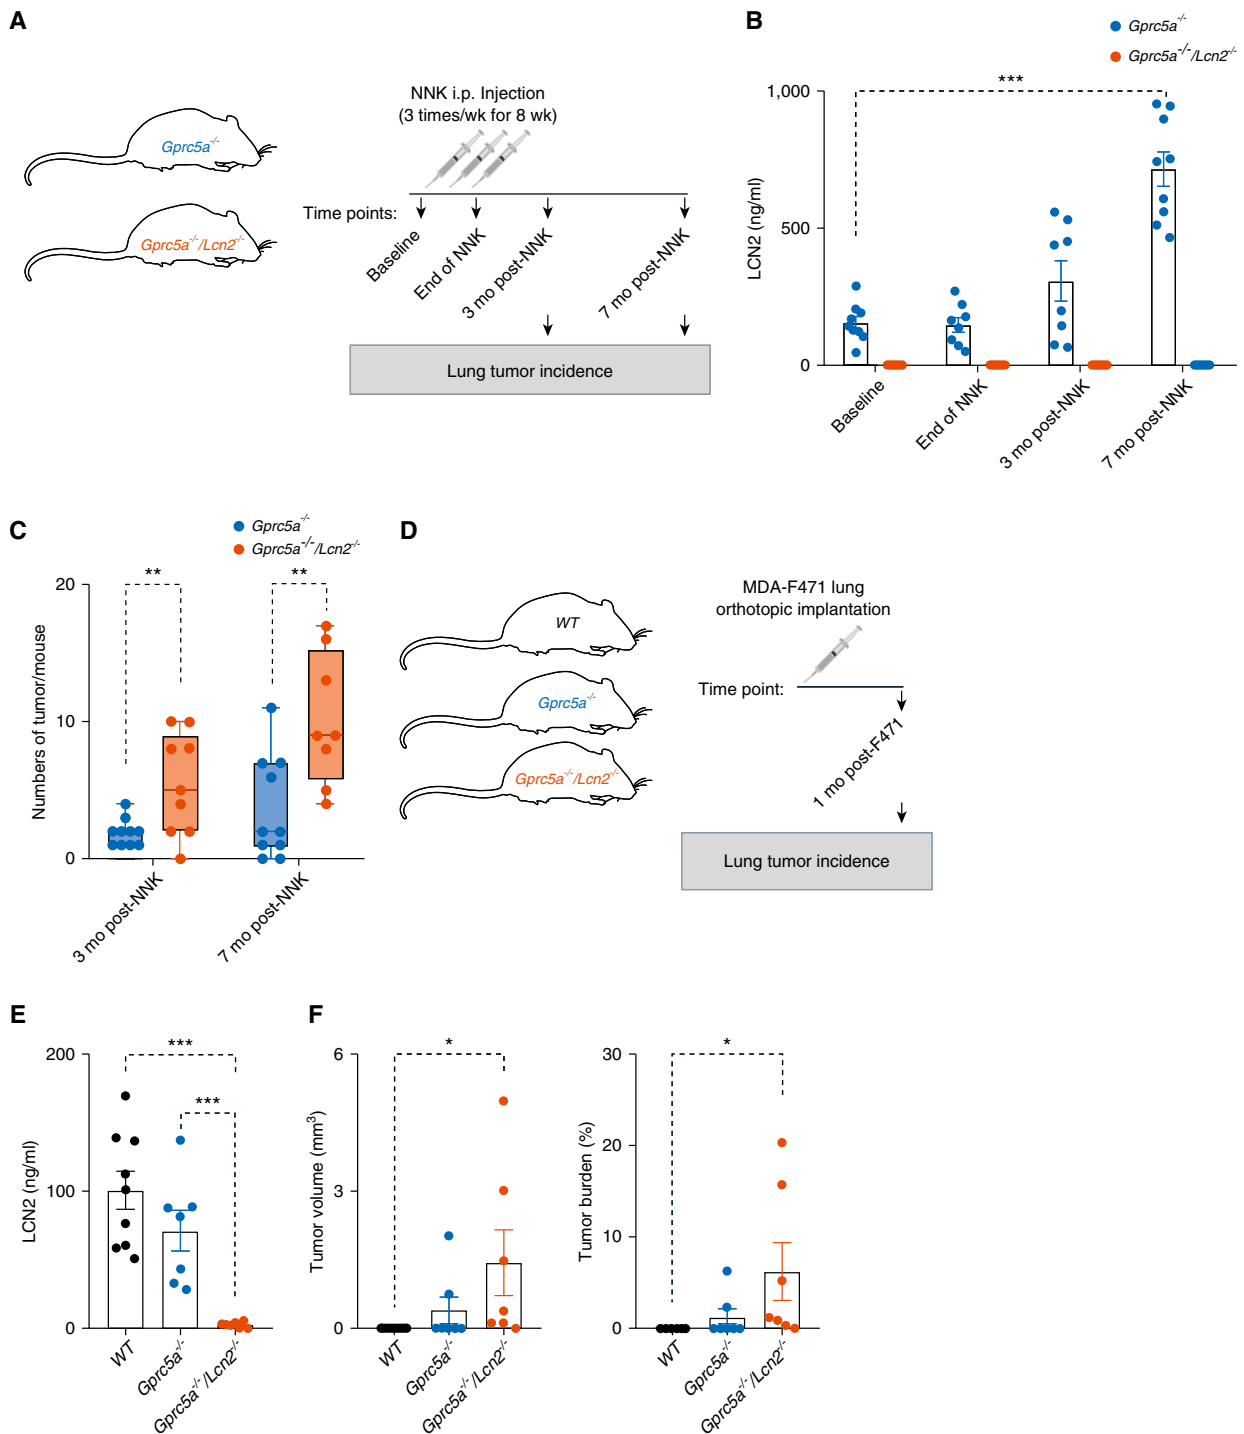 A
Gprc5a-/-
Gprc5a-/-/Lcn2-/-
NNK i.p. Injection
(3 times/wk for 8 wk)
Time points:
Baseline
End of NNK
3 mo post-NNK
7 mo post-NNK
Lung tumor incidence
B
Gprc5a-/-
Gprc5a-/-/Lcn2-/-
***
LCN2 (ng/ml)
1,000
500
0
Baseline
End of NNK
3 mo post-NNK
7 mo post-NNK
C
Gprc5a-/-
Gprc5a-/-/Lcn2-/-
Numbers of tumor/mouse
20
10
0
**
**
3 mo post-NNK
7 mo post-NNK
D
WT
Gprc5a-/-
Gprc5a-/-/Lcn2-/-
MDA-F471 lung
orthotopic implantation
Time point:
1 mo post-F471
Lung tumor incidence
E
LCN2 (ng/ml)
200
100
0
***
***
WT
Gprc5a-/-
Gprc5a-/-/Lcn2-/-
F
Tumor volume (mm3)
6
3
0
*
WT
Gprc5a-/-
Gprc5a-/-/Lcn2-/-
Tumor burden (%)
30
20
10
0
*
WT
Gprc5a-/-
Gprc5a-/-/Lcn2-/-